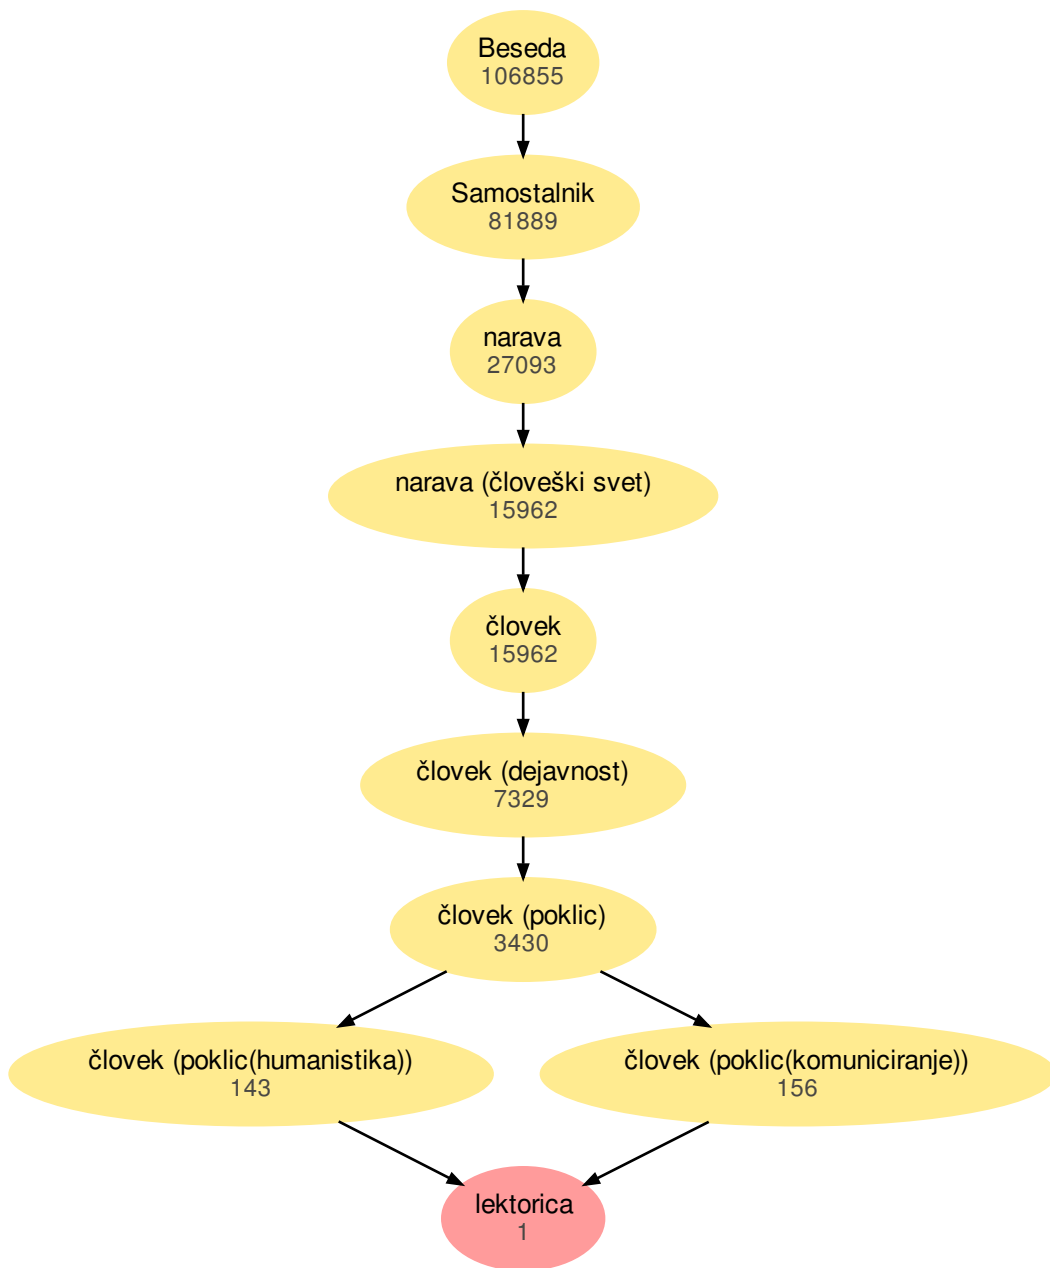 Beseda
106855
Samostalnik
81889
narava
27093
narava (človeški svet)
15962
človek
15962
človek (dejavnost)
7329
človek (poklic)
3430
človek (poklic(humanistika))
143
človek (poklic(komuniciranje))
156
lektorica
1